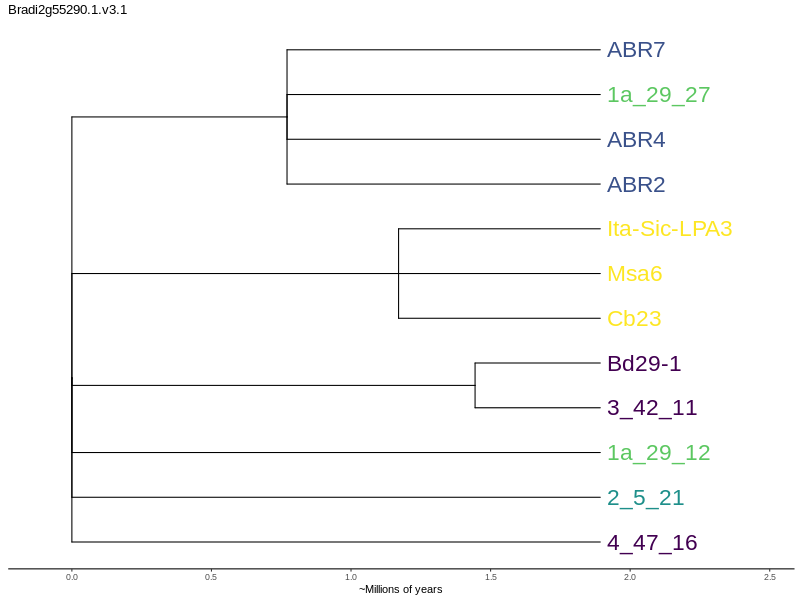 Bradi2g55290.1.v3.1
ABR7
1a_29_27
ABR4
ABR2
Ita-Sic-LPA3
Msa6
Cb23
Bd29-1
3_42_11
1a_29_12
2_5_21
4_47_16
0.0 0.5 1.0 1.5 2.0 2.5
~Millions of years